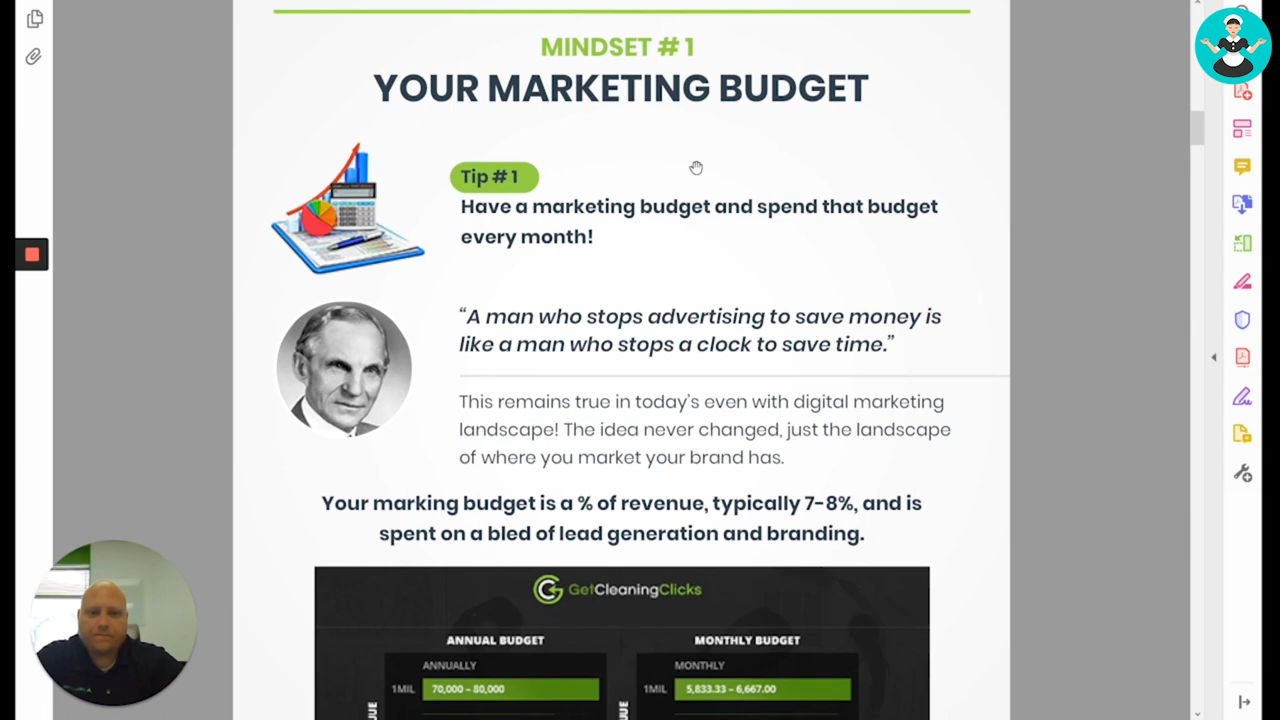 MINDSET # 1
YOUR MARKETING BUDGET
Tip # 1
Have a marketing budget and spend that budget
every month!
“A man who stops advertising to save money is
like a man who stops a clock to save time.”
This remains true in today's even with digital marketing
landscape! The idea never changed, just the landscape
of where you market your brand has.
Your marking budget is a % of revenue, typically 7-8%, and is
spent on a bled of lead generation and branding.
GetCleaningClicks
ANNUAL BUDGET
MONTHLY BUDGET
ANNUALLY
MONTHLY
1MIL 70,000 – 80,000
1MIL 5,833.33 – 6,667.00